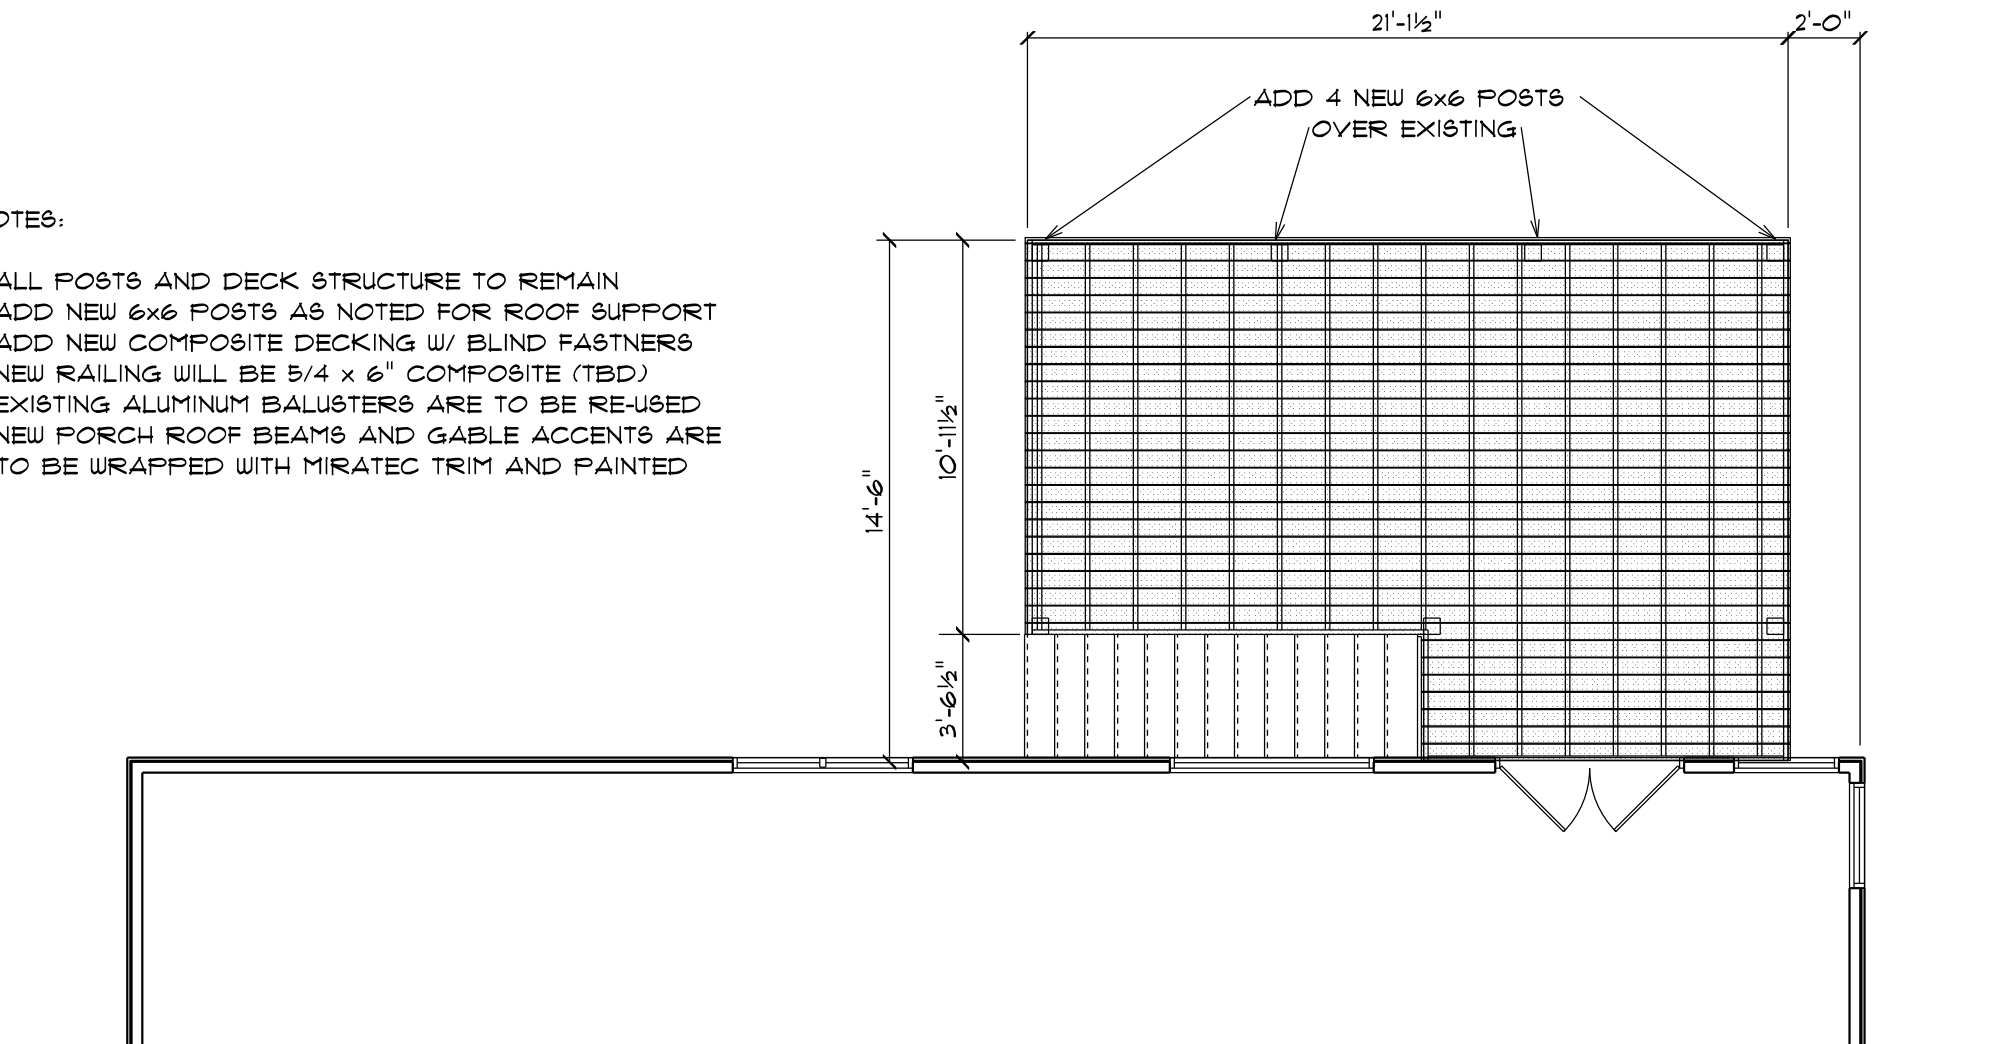 21'-1½"
2'-0"
ADD 4 NEW 6x6 POSTS
OVER EXISTING
OTES:
ALL POSTS AND DECK STRUCTURE TO REMAIN
ADD NEW 6x6 POSTS AS NOTED FOR ROOF SUPPORT
ADD NEW COMPOSITE DECKING W/ BLIND FASTNERS
NEW RAILING WILL BE 5/4 x 6" COMPOSITE (TBD)
EXISTING ALUMINUM BALUSTERS ARE TO BE RE-USED
NEW PORCH ROOF BEAMS AND GABLE ACCENTS ARE
TO BE WRAPPED WITH MIRATEC TRIM AND PAINTED
14'-6"
10'-11½"
3'-6½"